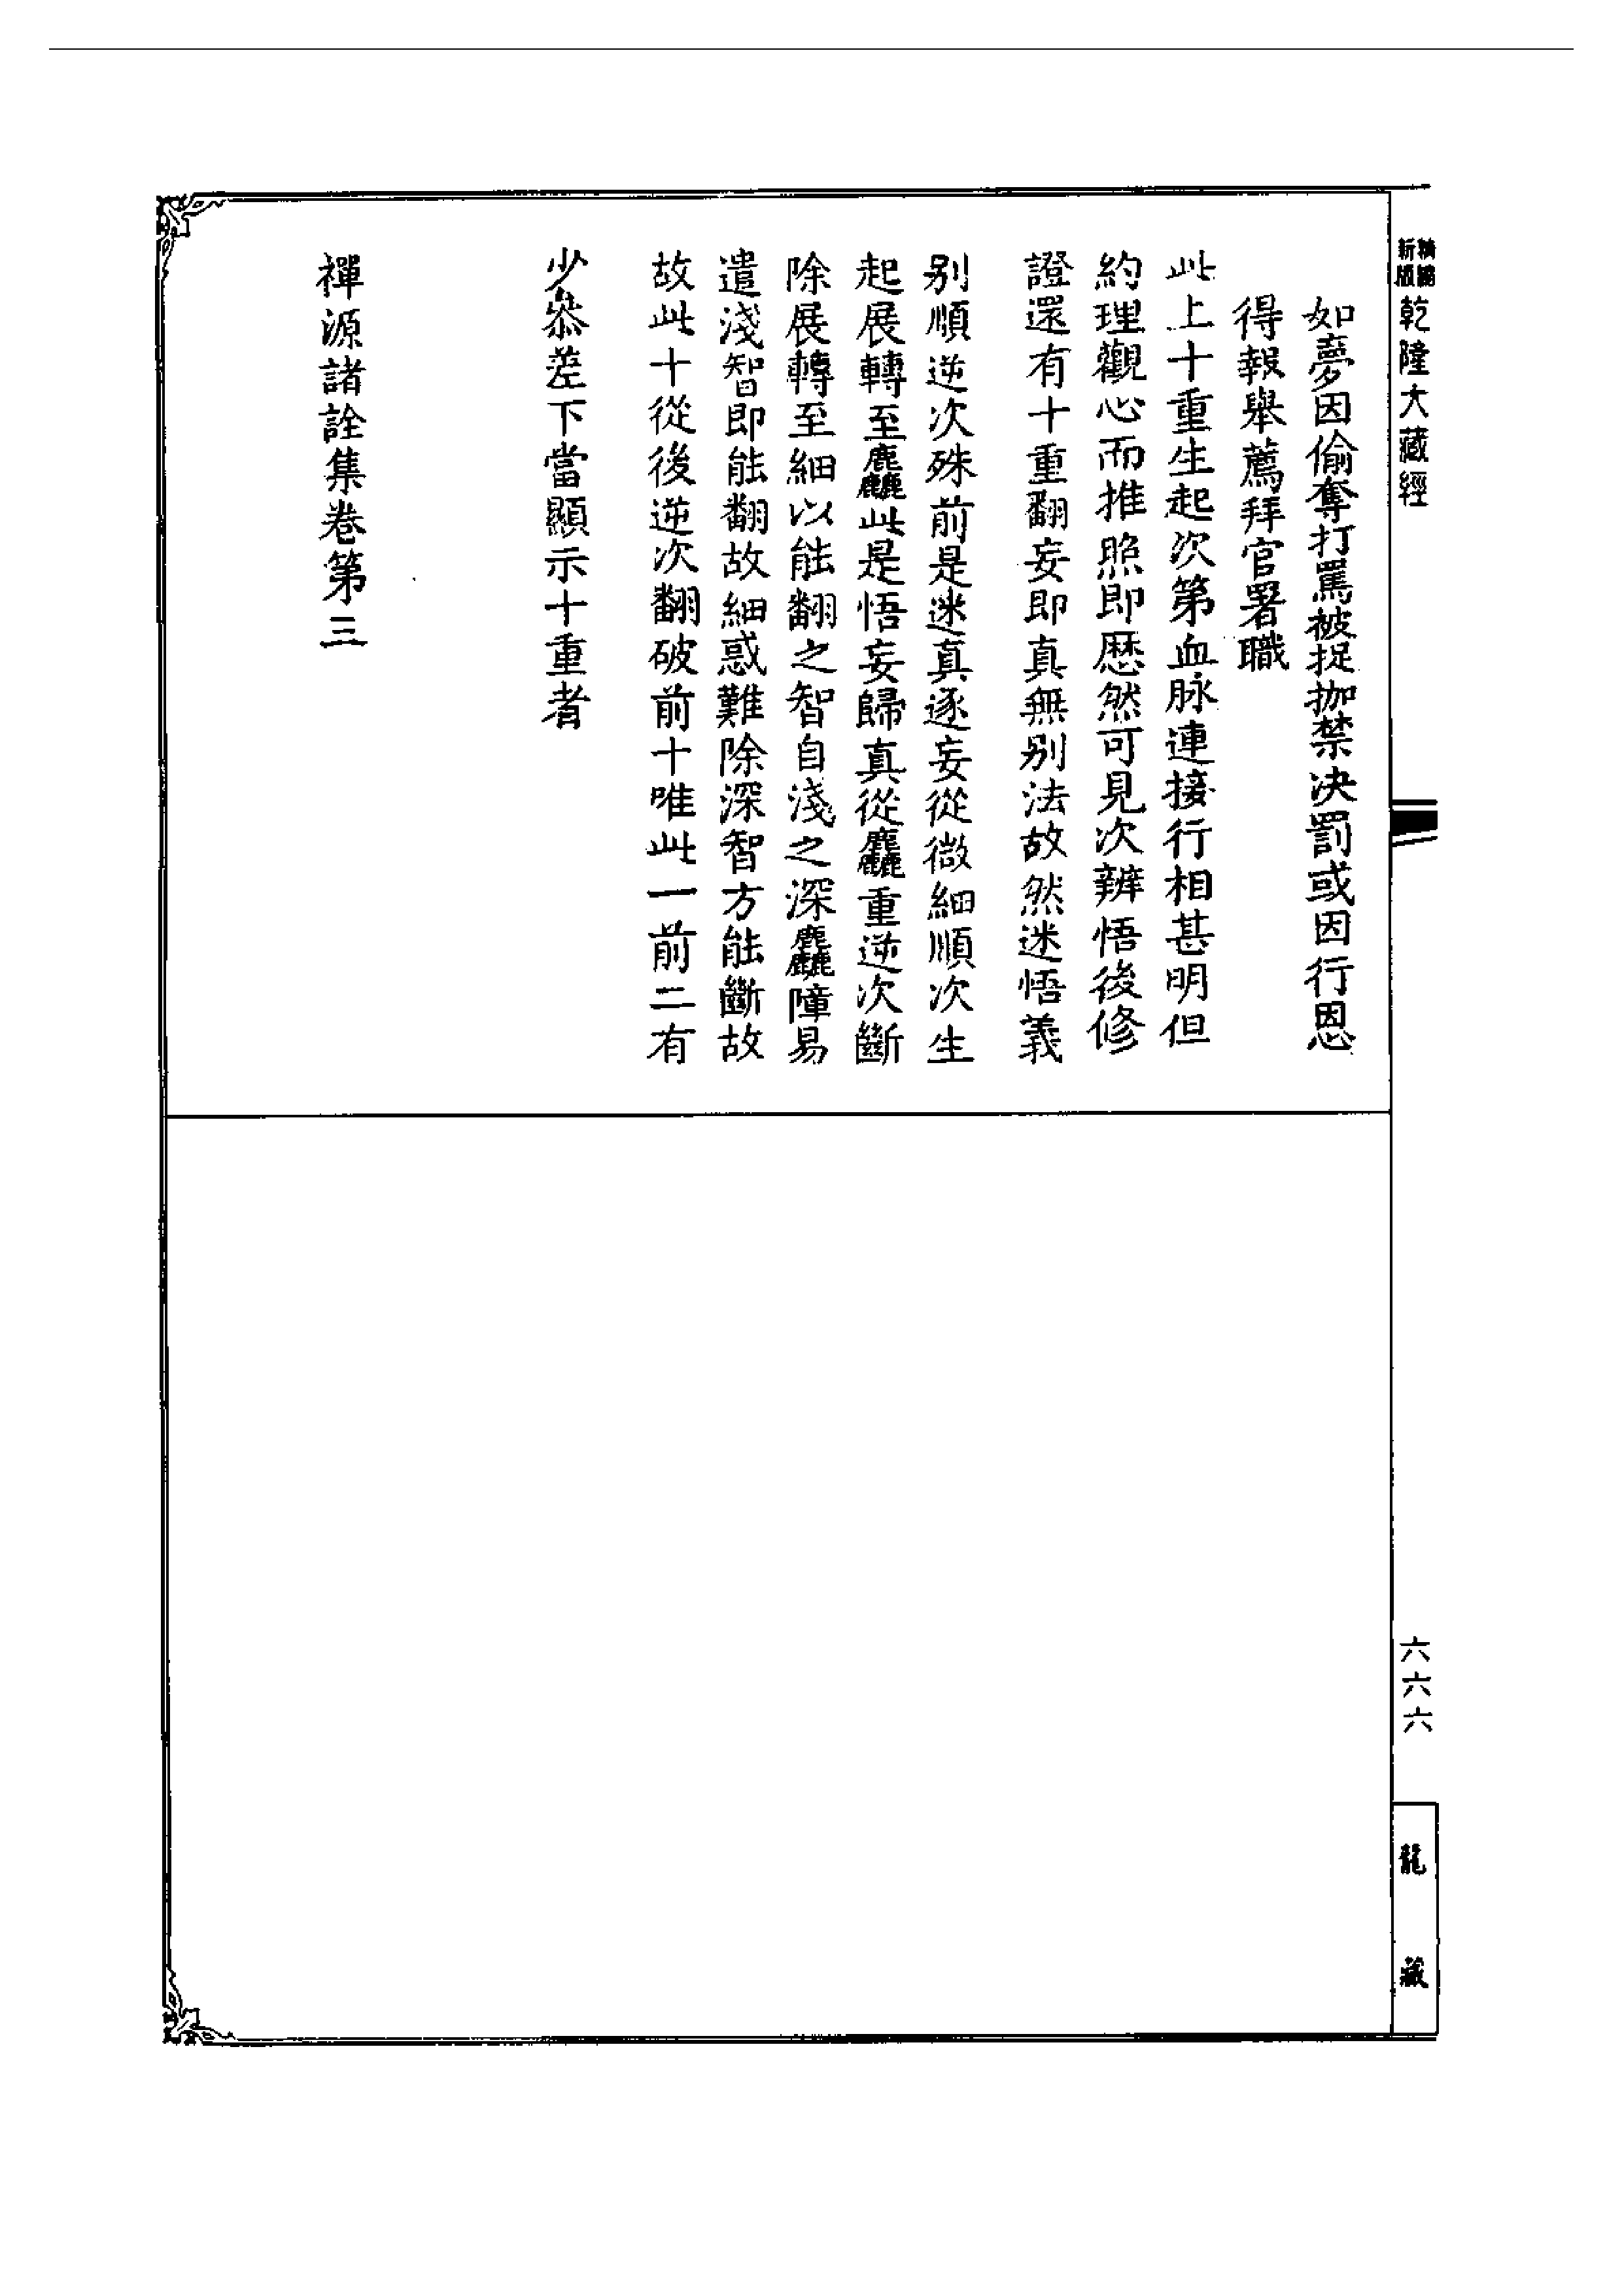 新版
精縮
乾隆大藏經
六六六
龍藏
如夢因偷奪打罵被捉枷禁决罰或因行恩
得報舉薦拜官署職
此上十重生起次第血脉連接行相甚明但
約理觀心而推照即歷然可見次辨悟後修
證還有十重翻妄即真無别法故然迷悟義
别順逆次殊前是迷真逐妄從微細順次生
起展轉至麤此是悟妄歸真從麤重逆次斷
除展轉至細以能翻之智自淺之深麤障易
遣淺智即能翻故細惑難除深智方能斷故
故此十從後逆次翻破前十唯此一前二有
少叅差下當顯示十重者
禪源諸詮集卷第三